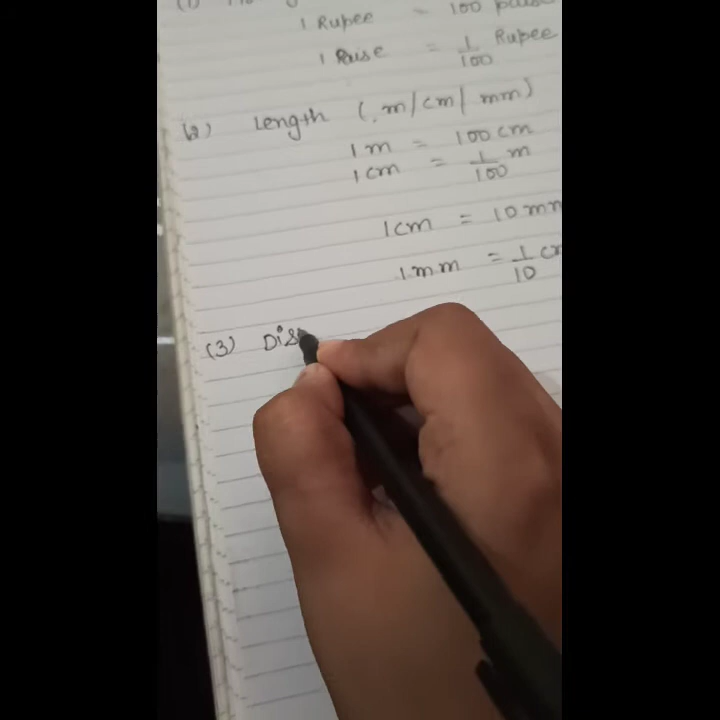 1 Rupee = 100 paise
1 Paise = 1/100 Rupee
(2) Length (m/cm/mm)
1 m = 100 cm
1 cm = 1/100 m
1 cm = 10 mm
1 mm = 1/10 cm
(3) Dis